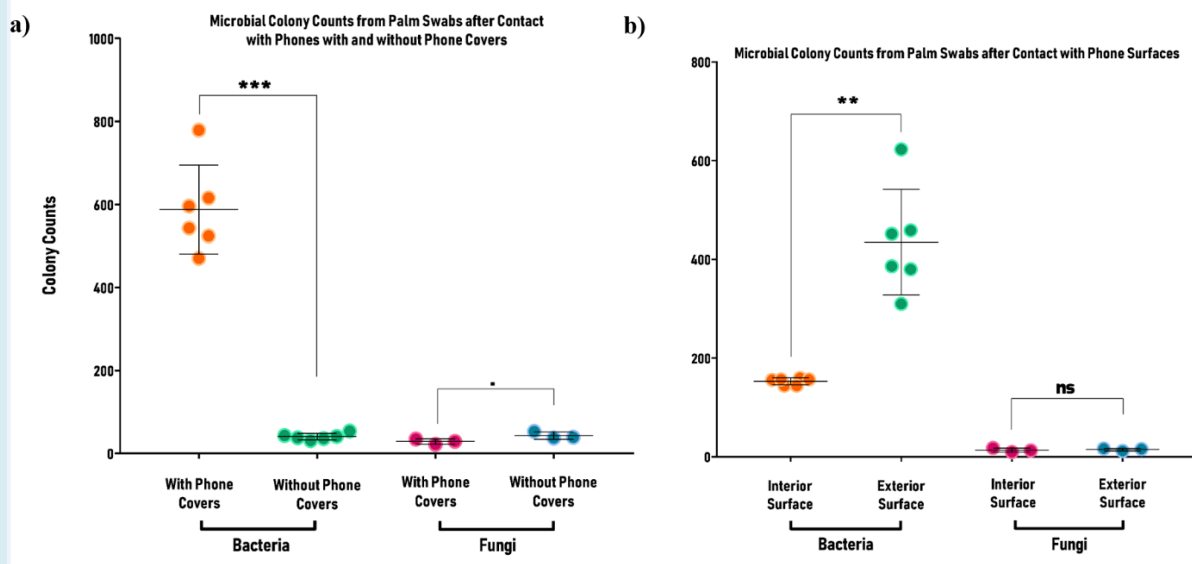 a)
Microbial Colony Counts from Palm Swabs after Contact
with Phones with and without Phone Covers
Colony Counts
1000
800
600
400
200
0
***
.
With Phone
Covers
Without Phone
Covers
With Phone
Covers
Without Phone
Covers
Bacteria
Fungi
b)
Microbial Colony Counts from Palm Swabs after Contact with Phone Surfaces
800
600
400
200
0
**
ns
Interior
Surface
Exterior
Surface
Interior
Surface
Exterior
Surface
Bacteria
Fungi